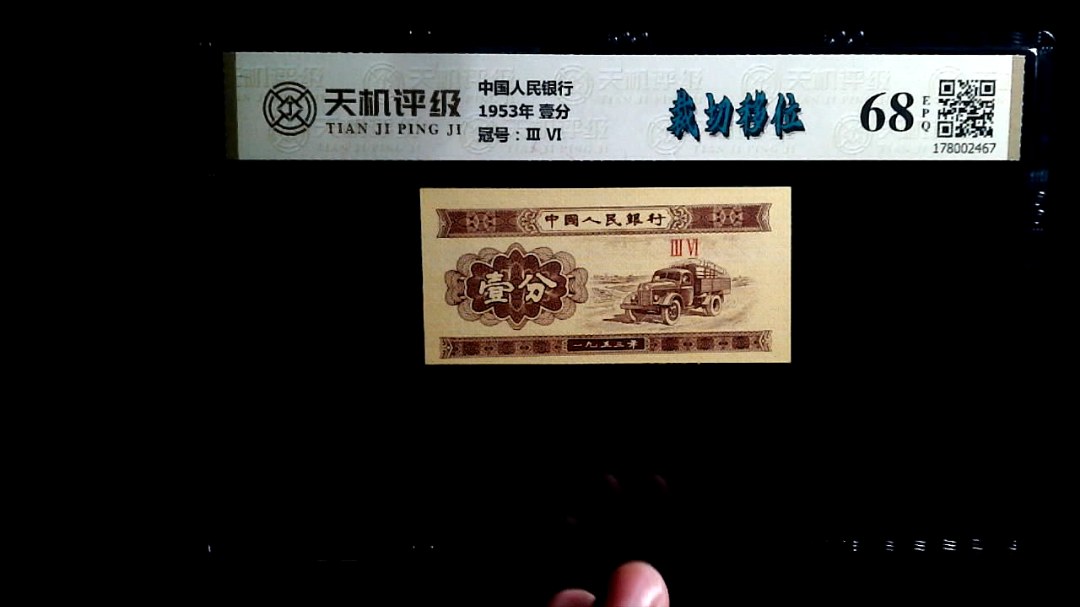 天机评级
TIAN JI PING JI
中国人民银行
1953年 壹分
冠号：Ⅲ Ⅵ
裁切移位
68
EPQ
178002467
中國人民銀行
Ⅲ Ⅵ
壹分
一九五三年